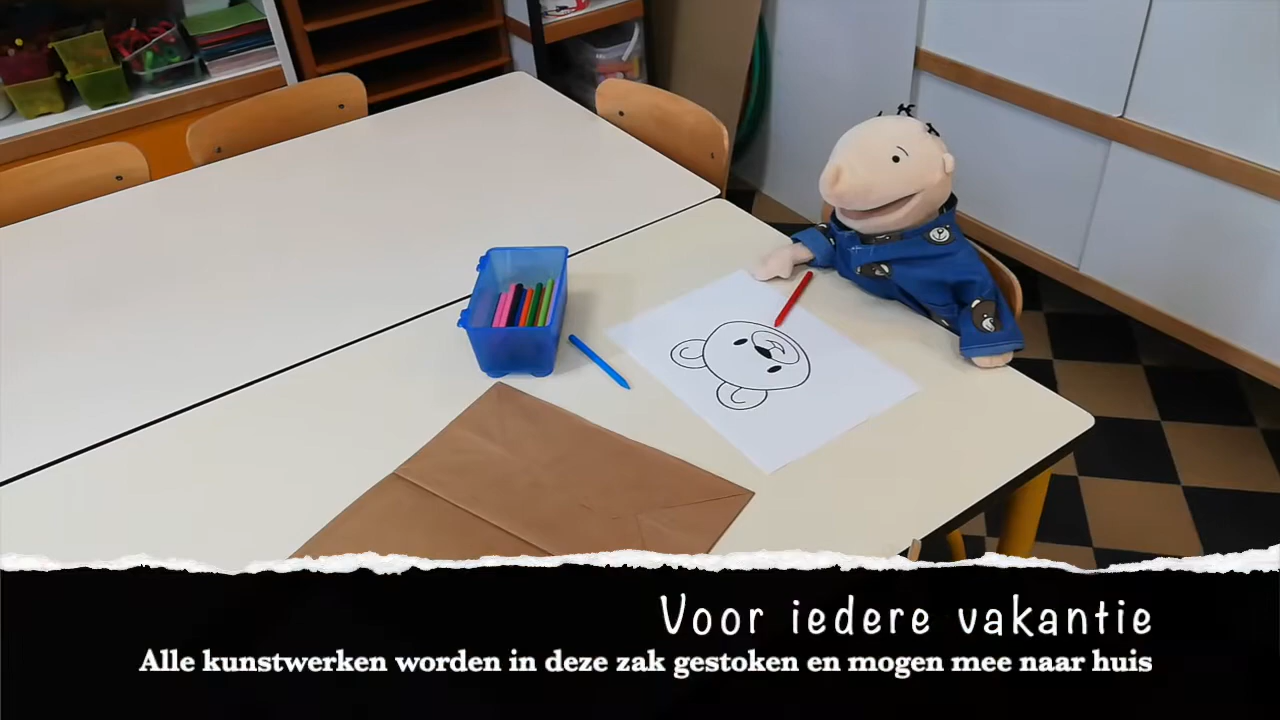 Voor iedere vakantie
Alle kunstwerken worden in deze zak gestoken en mogen mee naar huis